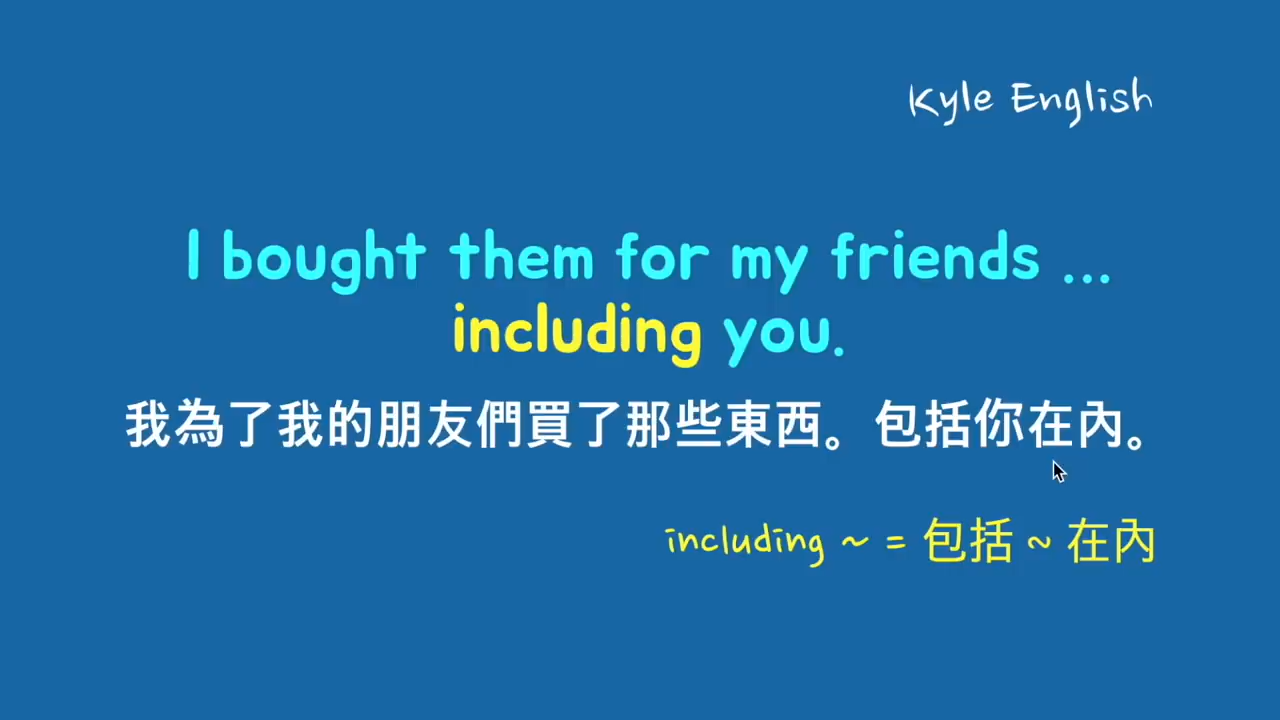 Kyle English
I bought them for my friends ...
including you.
我為了我的朋友們買了那些東西。包括你在內。
including ~ = 包括 ~ 在內